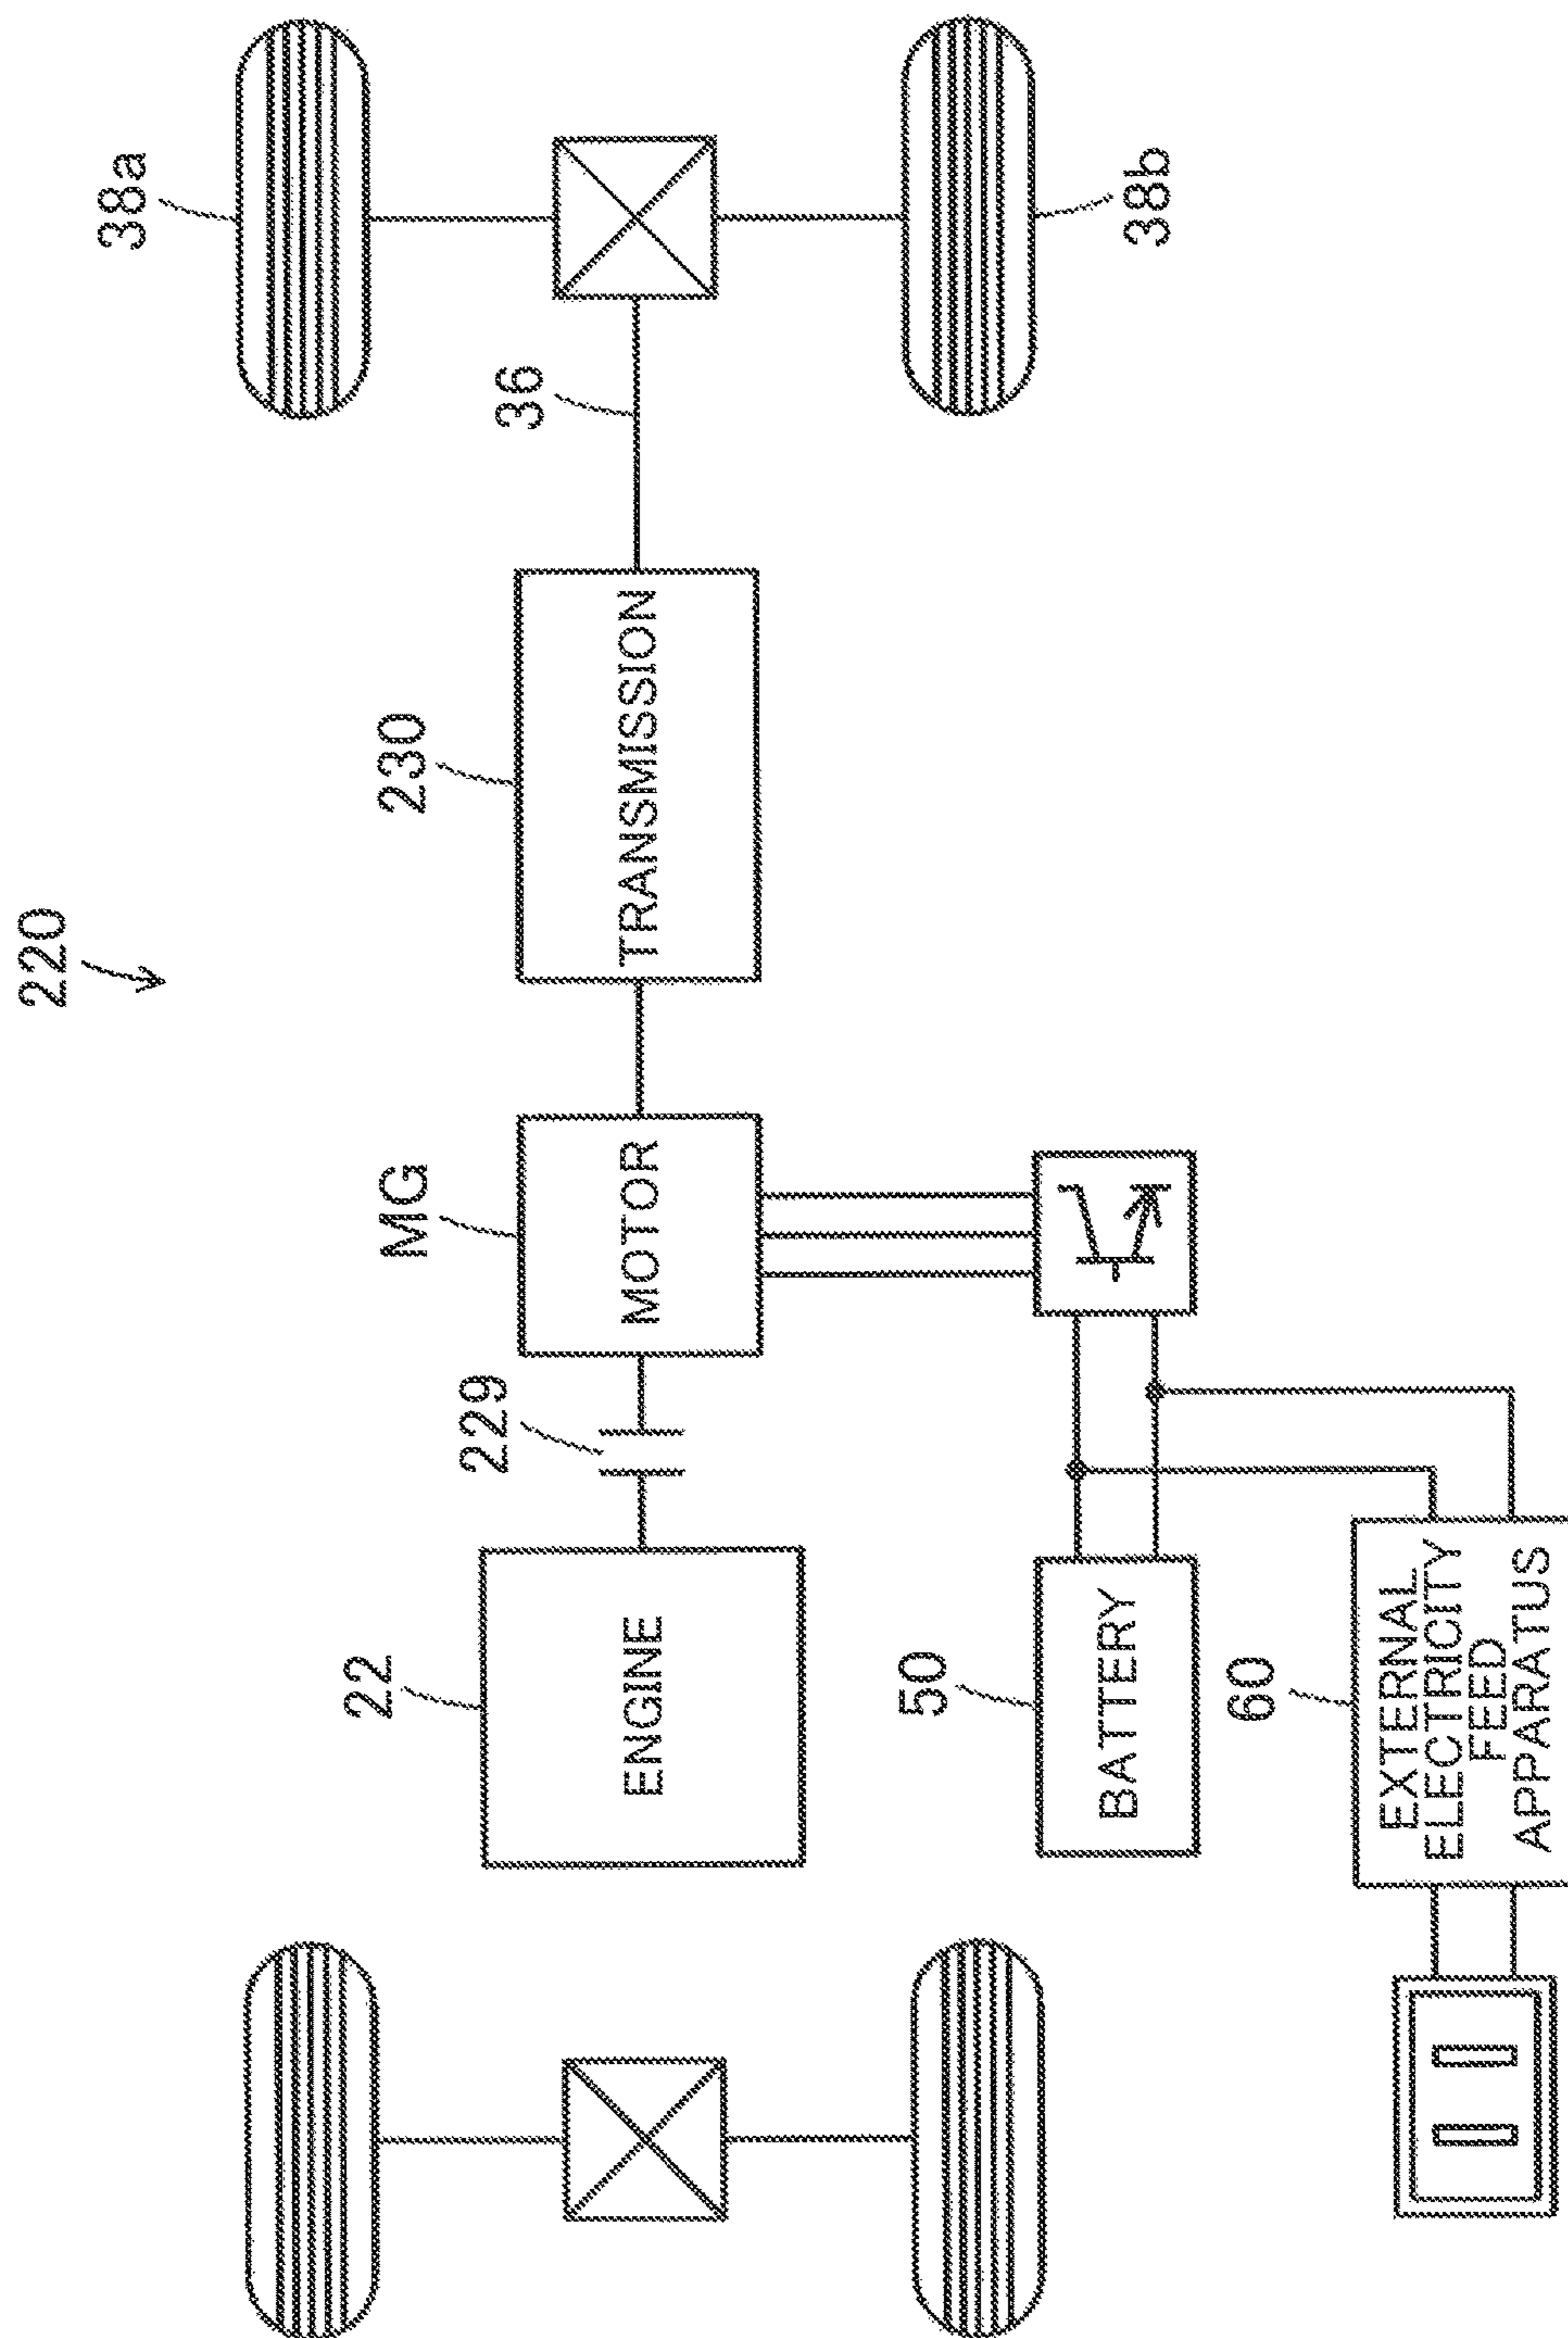 220
38a
36
230
TRANSMISSION
MG
MOTOR
229
22
ENGINE
38b
50
BATTERY
60
EXTERNAL
ELECTRICITY
FEED
APPARATUS